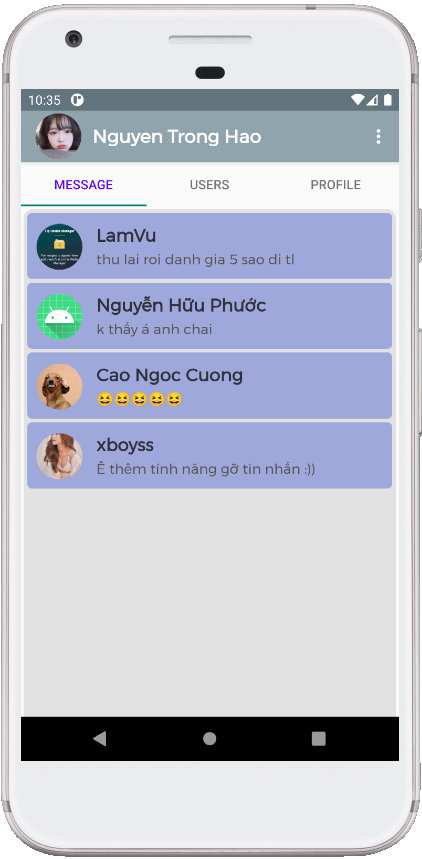 10:35
Nguyen Trong Hao
MESSAGE USERS PROFILE
LamVu
thu lai roi danh gia 5 sao di tl
Nguyễn Hữu Phước
k thấy á anh chai
Cao Ngoc Cuong
😆😆😆😆😆
xboyss
Ê thêm tính năng gỡ tin nhắn :))